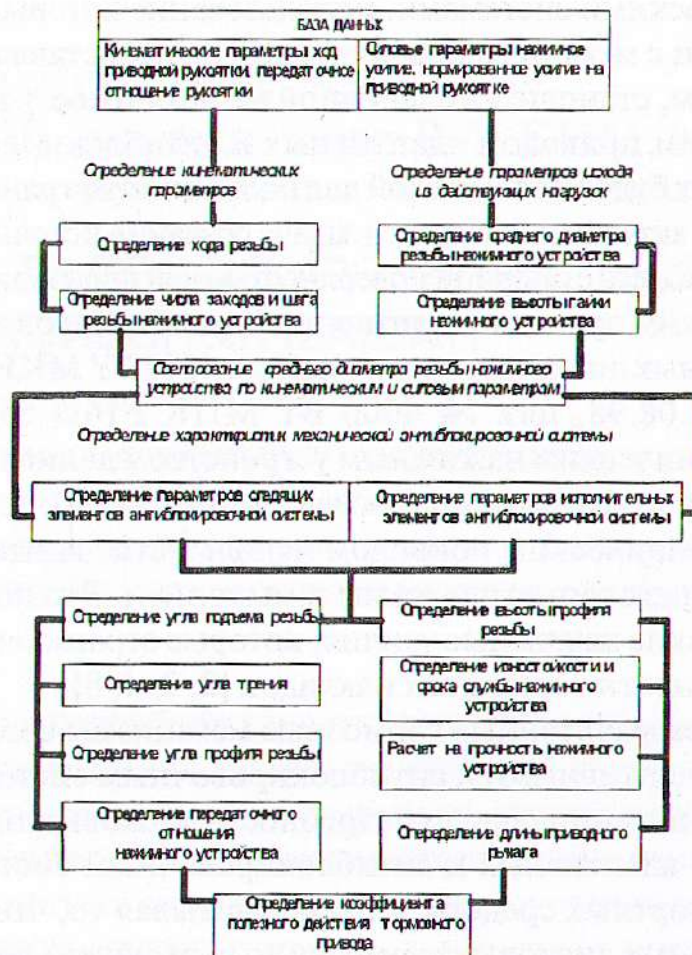 БАЗА ДАННЫХ
Кинематические параметры ход
приводной рукоятки, передаточное
отношение рукоятки
Силовые параметры нажимное
усилие, нормированное усилие на
приводной рукоятке
Определение кинематических
параметров
Определение параметров исходя
из действующих нагрузок
Определение хода резьбы
Определение среднего диаметра
резьбы нажимного устройства
Определение числа заходов и шага
резьбы нажимного устройства
Определение высоты гайки
нажимного устройства
Согласование среднего диаметра резьбы нажимного
устройства по кинематическим и силовым параметрам
Определение характеристик механической антиблокировочной системы
Определение параметров следящих
элементов антиблокировочной системы
Определение параметров исполнительных
элементов антиблокировочной системы
Определение угла подъема резьбы
Определение высоты профиля
резьбы
Определение угла трения
Определение изностойкости и
срока службы нажимного
устройства
Определение угла профиля резьбы
Расчет на прочность нажимного
устройства
Определение передаточного
отношения
нажимного устройства
Определение длины приводного
рычага
Определение коэффициента
полезного действия тормозного
привода